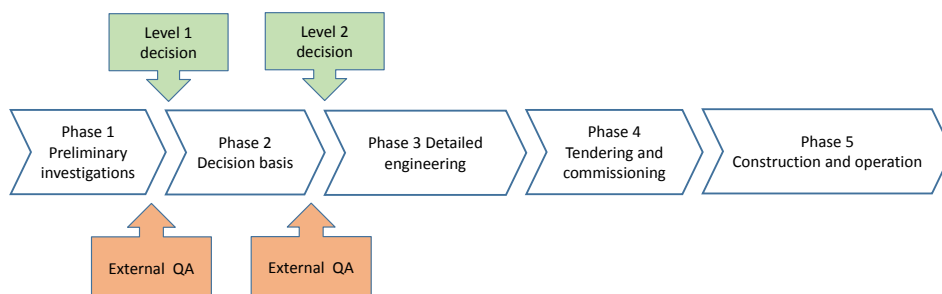 Level 1
decision
Level 2
decision
Phase 1
Preliminary
investigations
Phase 2
Decision basis
Phase 3 Detailed
engineering
Phase 4
Tendering and
commissioning
Phase 5
Construction and operation
External QA
External QA